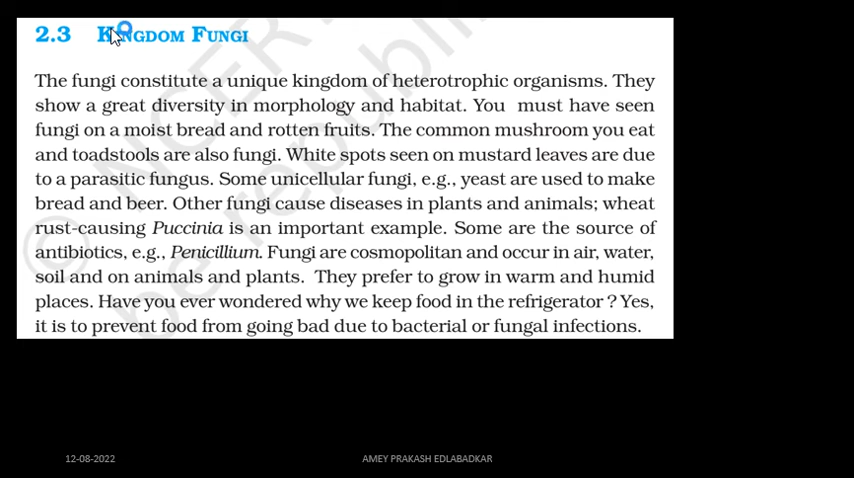 2.3 KINGDOM FUNGI
The fungi constitute a unique kingdom of heterotrophic organisms. They
show a great diversity in morphology and habitat. You must have seen
fungi on a moist bread and rotten fruits. The common mushroom you eat
and toadstools are also fungi. White spots seen on mustard leaves are due
to a parasitic fungus. Some unicellular fungi, e.g., yeast are used to make
bread and beer. Other fungi cause diseases in plants and animals; wheat
rust-causing Puccinia is an important example. Some are the source of
antibiotics, e.g., Penicillium. Fungi are cosmopolitan and occur in air, water,
soil and on animals and plants. They prefer to grow in warm and humid
places. Have you ever wondered why we keep food in the refrigerator ? Yes,
it is to prevent food from going bad due to bacterial or fungal infections.
© NCERT
be republi
12-08-2022
AMEY PRAKASH EDLABADKAR